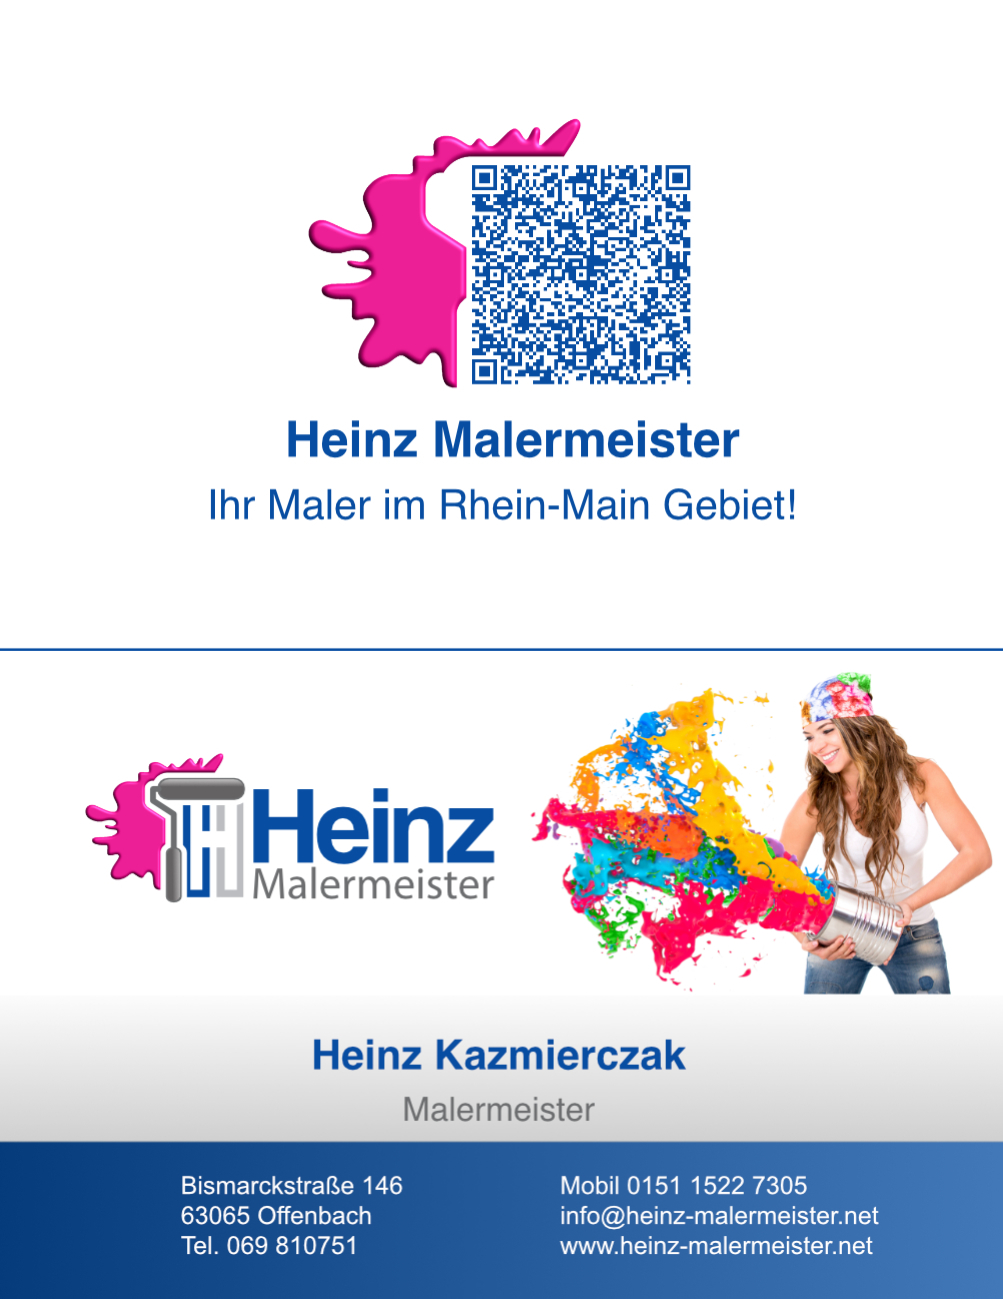 Heinz Malermeister
Ihr Maler im Rhein-Main Gebiet!
H Heinz
Malermeister
Heinz Kazmierczak
Malermeister
Bismarckstraße 146
63065 Offenbach
Tel. 069 810751
Mobil 0151 1522 7305
info@heinz-malermeister.net
www.heinz-malermeister.net